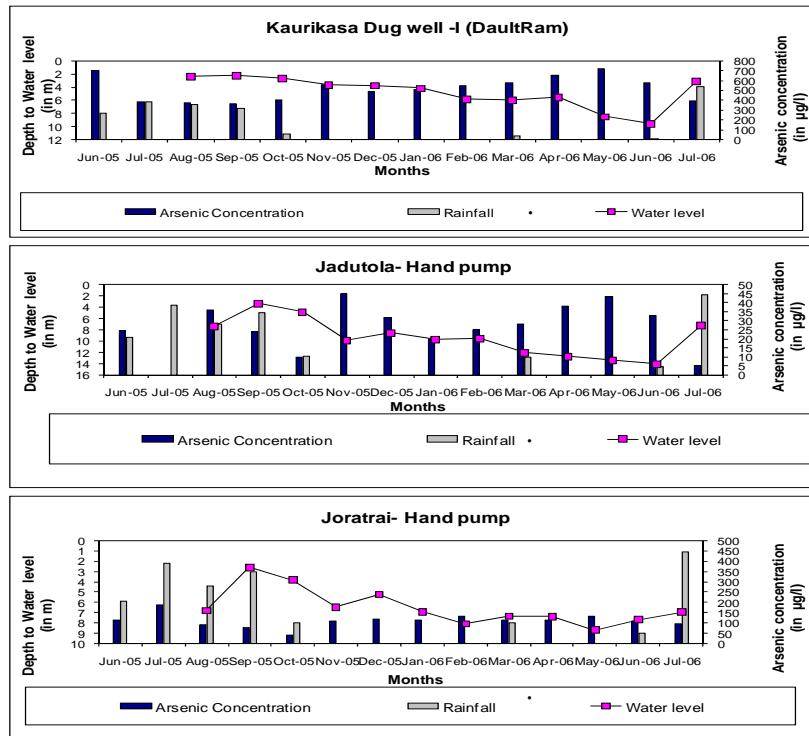 Kaurikasa Dug well -I (DaultRam)
Depth to Water level
(in m)
0
2
4
6
8
10
12
800
700
600
500
400
300
200
100
0
Arsenic concentration
(in µg/l)
Jun-05 Jul-05 Aug-05 Sep-05 Oct-05 Nov-05 Dec-05 Jan-06 Feb-06 Mar-06 Apr-06 May-06 Jun-06 Jul-06
Months
Arsenic Concentration Rainfall Water level
Jadutola- Hand pump
Depth to Water level
(in m)
0
2
4
6
8
10
12
14
16
50
45
40
35
30
25
20
15
10
5
0
Arsenic concentration
(in µg/l)
Jun-05 Jul-05 Aug-05 Sep-05 Oct-05 Nov-05 Dec-05 Jan-06 Feb-06 Mar-06 Apr-06 May-06 Jun-06 Jul-06
Months
Arsenic Concentration Rainfall Water level
Joratrai- Hand pump
Depth to Water level
(in m)
0
1
2
3
4
5
6
7
8
9
10
500
450
400
350
300
250
200
150
100
50
0
Arsenic concentration
(in µg/l)
Jun-05 Jul-05 Aug-05 Sep-05 Oct-05 Nov-05 Dec-05 Jan-06 Feb-06 Mar-06 Apr-06 May-06 Jun-06 Jul-06
Months
Arsenic Concentration Rainfall Water level